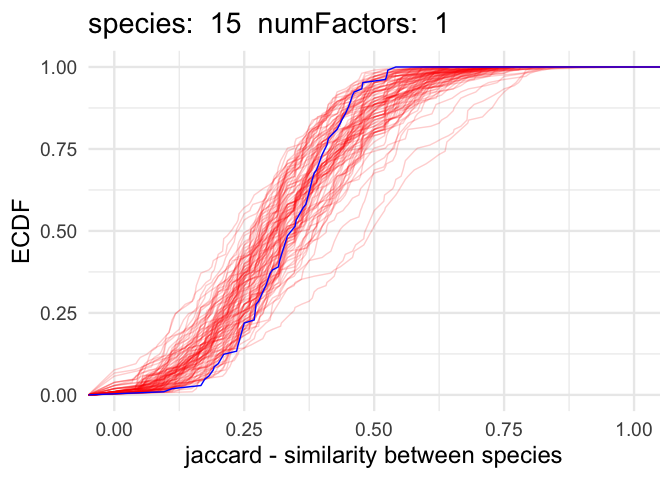 species:  15  numFactors:  1
1.00
0.75
0.50
0.25
0.00
ECDF
0.00 0.25 0.50 0.75 1.00
jaccard - similarity between species